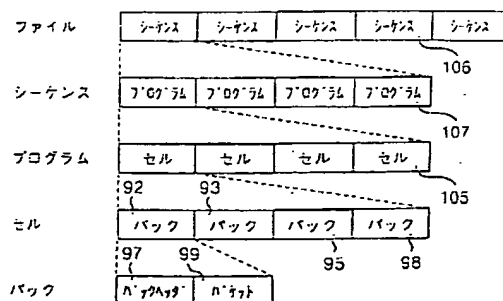 ファイル シーケンス シーケンス シーケンス シーケンス シーケンス
106
シーケンス プログラム プログラム プログラム プログラム
107
プログラム セル セル セル セル
105
92 93
セル パック パック パック パック
97 99 95 98
パック パックヘッダ パケット